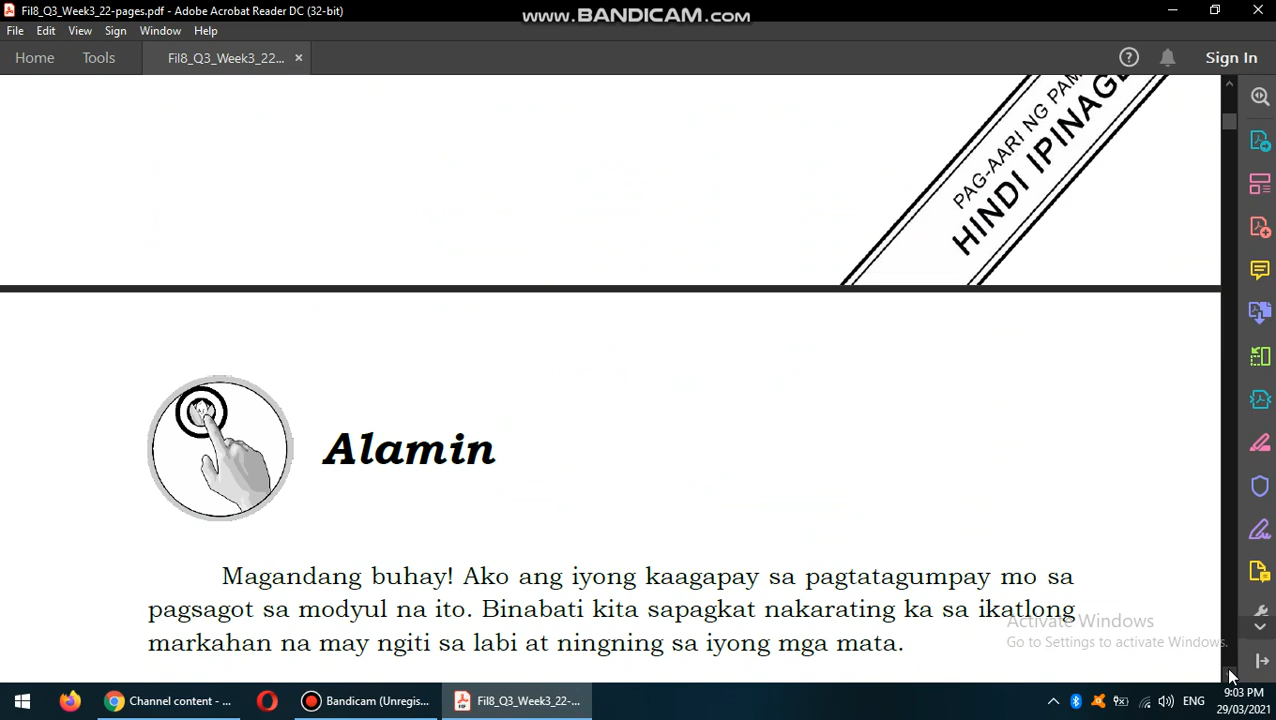 Fil8_Q3_Week3_22-pages.pdf - Adobe Acrobat Reader DC (32-bit)
www.BANDICAM.com
File Edit View Sign Window Help
Home Tools Fil8_Q3_Week3_22... × Sign In
PAG-AARI NG PAM
HINDI IPINAGB
Alamin
Magandang buhay! Ako ang iyong kaagapay sa pagtatagumpay mo sa
pagsagot sa modyul na ito. Binabati kita sapagkat nakarating ka sa ikatlong
markahan na may ngiti sa labi at ningning sa iyong mga mata.
Activate Windows
Go to Settings to activate Windows.
Channel content - ... Bandicam (Unregis... Fil8_Q3_Week3_22-... ENG 9:03 PM
29/03/2021